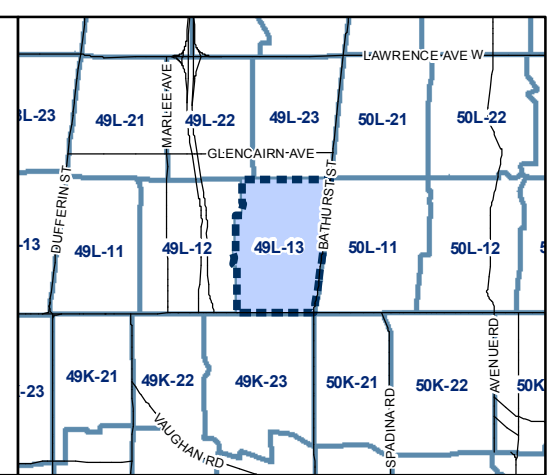 LAWRENCE AVE W
3L-23
49L-21
MARLEE AVE
49L-22
49L-23
50L-21
50L-22
GLENCAIRN AVE
DUFFERIN ST
BATHURST ST
-13
49L-11
49L-12
49L-13
50L-11
50L-12
5
-23
49K-21
49K-22
49K-23
50K-21
50K-22
50K
AVENUE RD
SPADINA RD
VAUGHAN RD